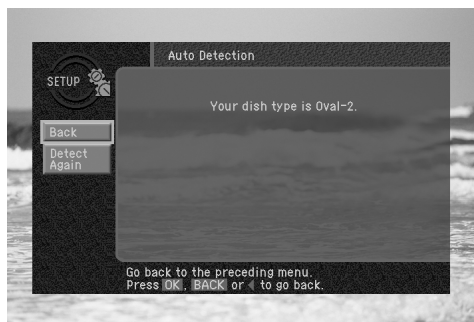 Auto Detection
SETUP
Your dish type is Oval-2.
Back
Detect
Again
Go back to the preceding menu.
Press OK, BACK or ◀ to go back.